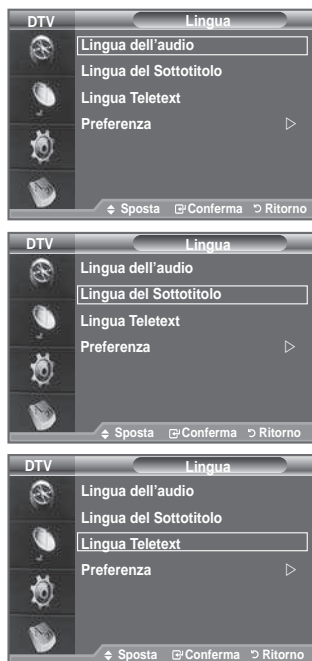 DTV Lingua
Lingua dell'audio
Lingua del Sottotitolo
Lingua Teletext
Preferenza
Sposta Conferma Ritorno
DTV Lingua
Lingua dell'audio
Lingua del Sottotitolo
Lingua Teletext
Preferenza
Sposta Conferma Ritorno
DTV Lingua
Lingua dell'audio
Lingua del Sottotitolo
Lingua Teletext
Preferenza
Sposta Conferma Ritorno